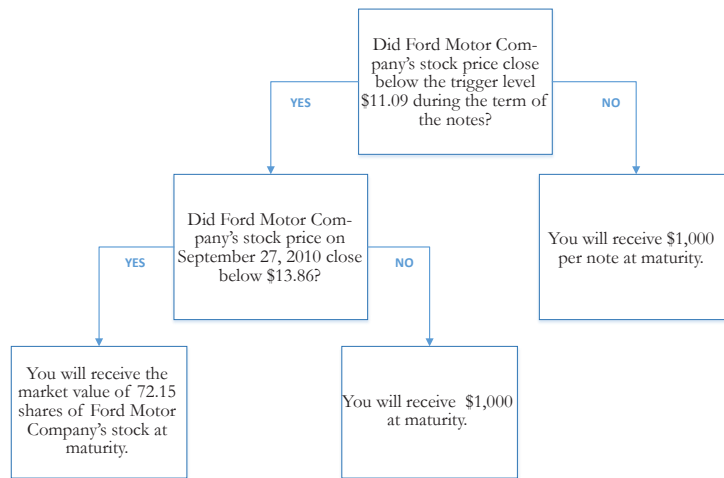 Did Ford Motor Com-
pany's stock price close
below the trigger level
$11.09 during the term of
the notes?
YES
NO
Did Ford Motor Com-
pany's stock price on
September 27, 2010 close
below $13.86?
You will receive $1,000
per note at maturity.
YES
NO
You will receive the
market value of 72.15
shares of Ford Motor
Company's stock at
maturity.
You will receive $1,000
at maturity.